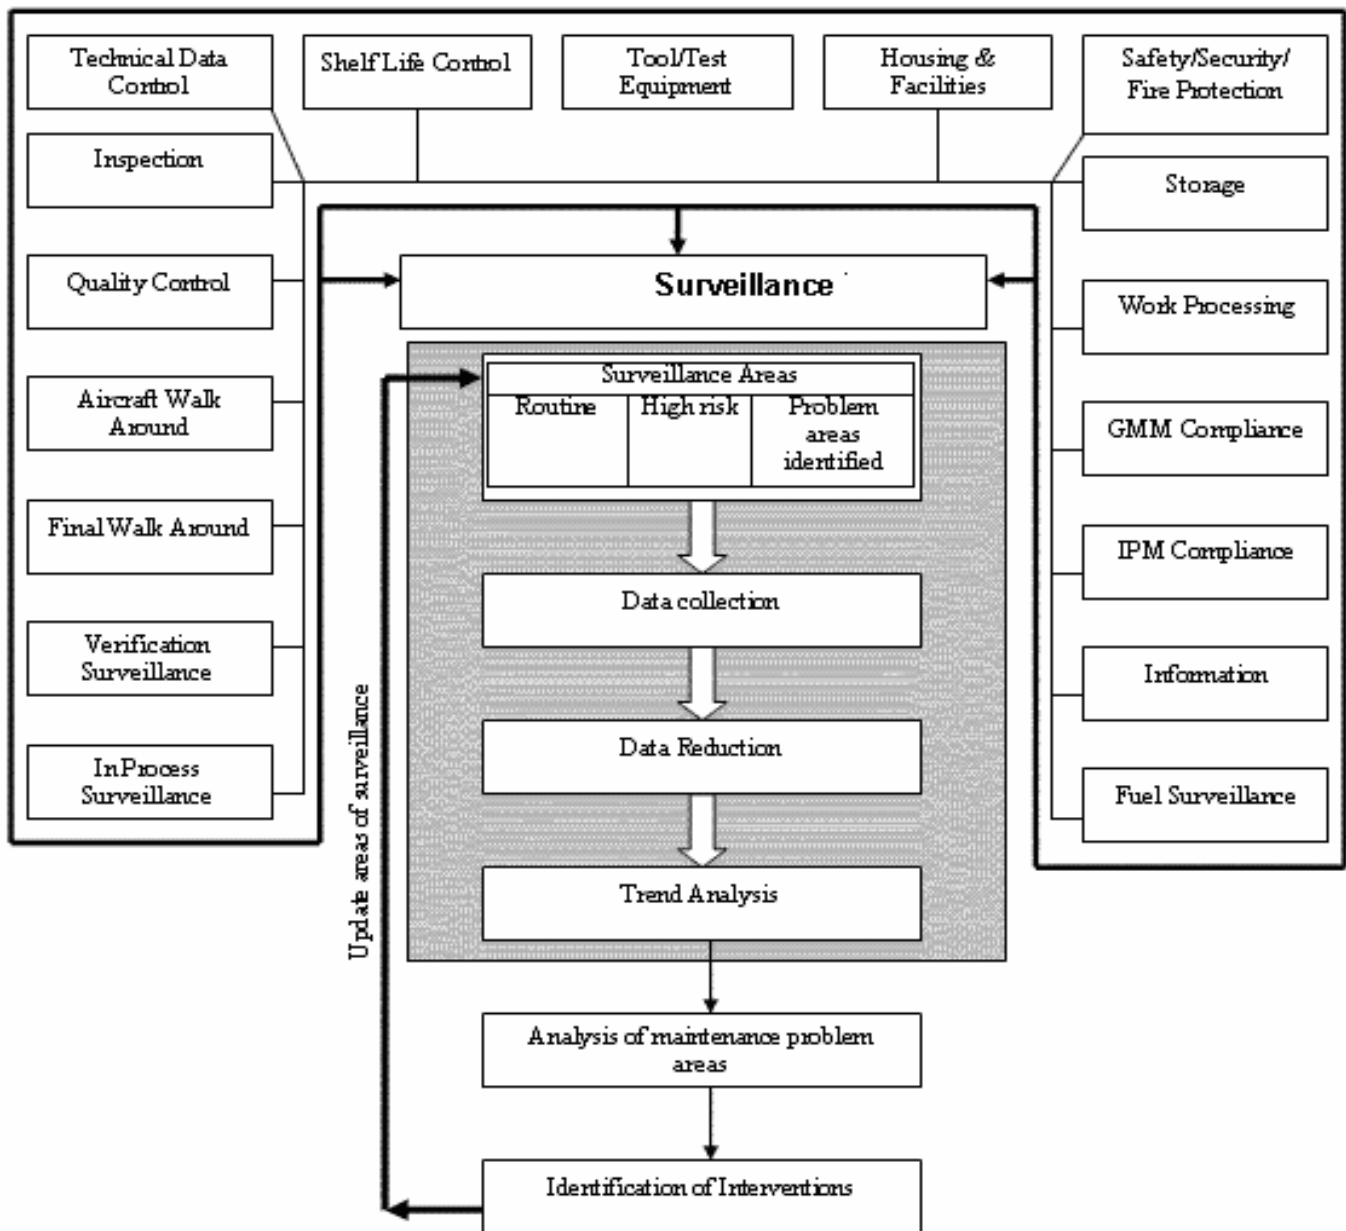 Technical Data
Control
Shelf Life Control
Tool/Test
Equipment
Housing &
Facilities
Safety/Security/
Fire Protection
Inspection
Storage
Surveillance
Quality Control
Work Processing
Surveillance Areas
Routine
High risk
Problem
areas
identified
Aircraft Walk
Around
GMM Compliance
Final Walk Around
IPM Compliance
Data collection
Verification
Surveillance
Information
Update areas of surveillance
Data Reduction
In Process
Surveillance
Fuel Surveillance
Trend Analysis
Analysis of maintenance problem
areas
Identification of Interventions